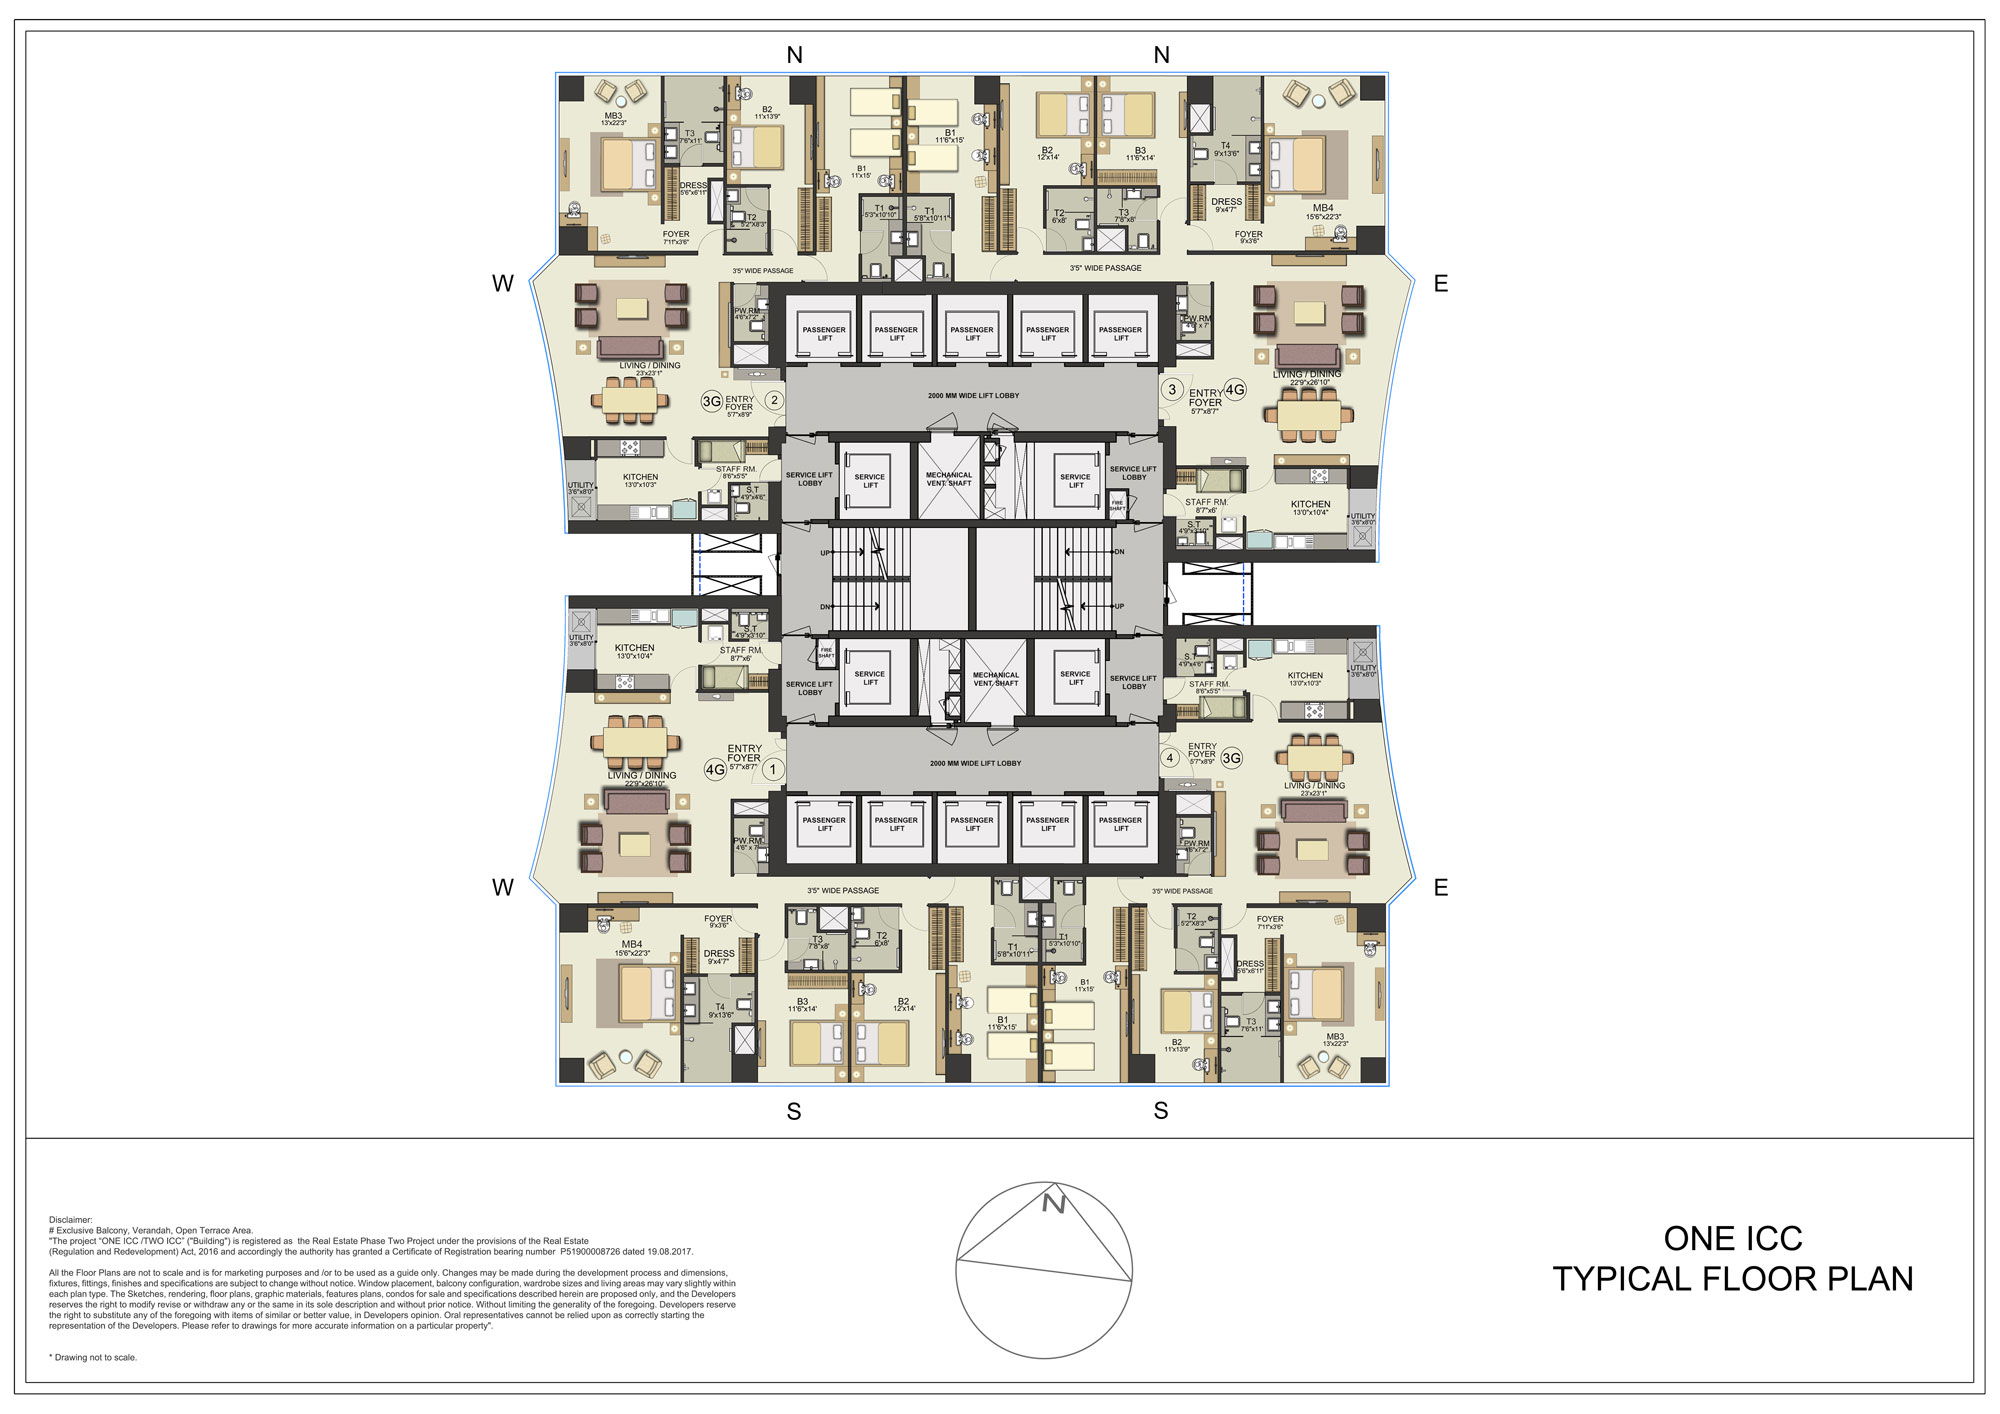 N
N
MB3
13'x22'3"
T3
7'6"x11'
B2
11'x13'9"
B1
11'x15'
B1
11'6"x15'
B2
12'x14'
B3
11'6"x14'
T4
9'x13'6"
MB4
15'6"x22'3"
DRESS
5'6"x6'11"
T2
5'2"X8'3"
T1
5'3"x10'10"
T1
5'8"x10'11"
T2
6'x8'
T3
7'8"x8'
DRESS
9'x4'7"
FOYER
7'11"x3'6"
FOYER
9'x3'6"
3'5" WIDE PASSAGE
3'5" WIDE PASSAGE
W
E
PW.RM
4'6"x7'2"
PASSENGER
LIFT
PASSENGER
LIFT
PASSENGER
LIFT
PASSENGER
LIFT
PASSENGER
LIFT
PW.RM
4'6" x 7'
LIVING / DINING
23'x23'1"
LIVING / DINING
22'9"x26'10"
3G
ENTRY
FOYER
5'7"x8'9"
2
2000 MM WIDE LIFT LOBBY
3
ENTRY
FOYER
5'7"x8'7"
4G
KITCHEN
13'0"x10'3"
STAFF RM.
8'6"x5'5"
UTILITY
3'6"x8'0"
S.T
4'9"x4'6"
SERVICE LIFT
LOBBY
SERVICE
LIFT
MECHANICAL
VENT. SHAFT
SERVICE
LIFT
SERVICE LIFT
LOBBY
FIRE
SHAFT
STAFF RM.
8'7"x6'
S.T
4'9"x3'10"
KITCHEN
13'0"x10'4"
UTILITY
3'6"x8'0"
UP
DN
DN
UP
UTILITY
3'6"x8'0"
KITCHEN
13'0"x10'4"
S.T
4'9"x3'10"
STAFF RM.
8'7"x6'
FIRE
SHAFT
SERVICE LIFT
LOBBY
SERVICE
LIFT
MECHANICAL
VENT. SHAFT
SERVICE
LIFT
SERVICE LIFT
LOBBY
S.T
4'9"x4'6"
STAFF RM.
8'6"x5'5"
KITCHEN
13'0"x10'3"
UTILITY
3'6"x8'0"
4G
ENTRY
FOYER
5'7"x8'7"
1
2000 MM WIDE LIFT LOBBY
4
ENTRY
FOYER
5'7"x8'9"
3G
LIVING / DINING
22'9"x26'10"
LIVING / DINING
23'x23'1"
PW.RM
4'6" x 7'
PASSENGER
LIFT
PASSENGER
LIFT
PASSENGER
LIFT
PASSENGER
LIFT
PASSENGER
LIFT
PW.RM
4'6"x7'2"
W
E
3'5" WIDE PASSAGE
3'5" WIDE PASSAGE
FOYER
9'x3'6"
FOYER
7'11"x3'6"
MB4
15'6"x22'3"
DRESS
9'x4'7"
T3
7'8"x8'
T2
6'x8'
T1
5'8"x10'11"
T1
5'3"x10'10"
T2
5'2"X8'3"
DRESS
5'6"x6'11"
T4
9'x13'6"
B3
11'6"x14'
B2
12'x14'
B1
11'6"x15'
B1
11'x15'
B2
11'x13'9"
T3
7'6"x11'
MB3
13'x22'3"
S
S
Disclaimer:
# Exclusive Balcony, Verandah, Open Terrace Area.
"The project “ONE ICC /TWO ICC” ("Building") is registered as the Real Estate Phase Two Project under the provisions of the Real Estate
(Regulation and Redevelopment) Act, 2016 and accordingly the authority has granted a Certificate of Registration bearing number P51900008726 dated 19.08.2017.
All the Floor Plans are not to scale and is for marketing purposes and /or to be used as a guide only. Changes may be made during the development process and dimensions,
fixtures, fittings, finishes and specifications are subject to change without notice. Window placement, balcony configuration, wardrobe sizes and living areas may vary slightly within
each plan type. The Sketches, rendering, floor plans, graphic materials, features plans, condos for sale and specifications described herein are proposed only, and the Developers
reserves the right to modify revise or withdraw any or the same in its sole description and without prior notice. Without limiting the generality of the foregoing. Developers reserve
the right to substitute any of the foregoing with items of similar or better value, in Developers opinion. Oral representatives cannot be relied upon as correctly starting the
representation of the Developers. Please refer to drawings for more accurate information on a particular property".
* Drawing not to scale.
N
ONE ICC
TYPICAL FLOOR PLAN